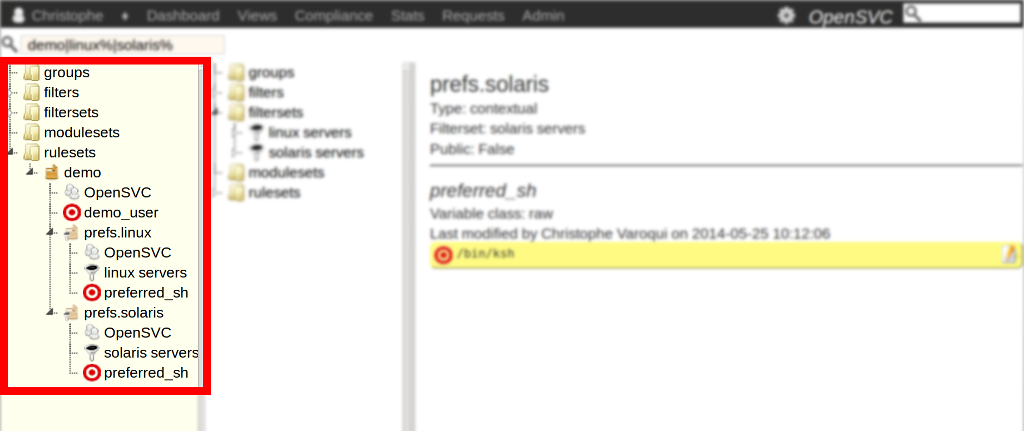 Christophe Dashboard Views Compliance Stats Requests Admin OpenSVC
demo|linux%|solaris%
groups
filters
filtersets
modulesets
rulesets
demo
OpenSVC
demo_user
prefs.linux
OpenSVC
linux servers
preferred_sh
prefs.solaris
OpenSVC
solaris servers
preferred_sh
groups
filters
filtersets
linux servers
solaris servers
modulesets
rulesets
prefs.solaris
Type: contextual
Filterset: solaris servers
Public: False
preferred_sh
Variable class: raw
Last modified by Christophe Varoqui on 2014-05-25 10:12:06
/bin/ksh